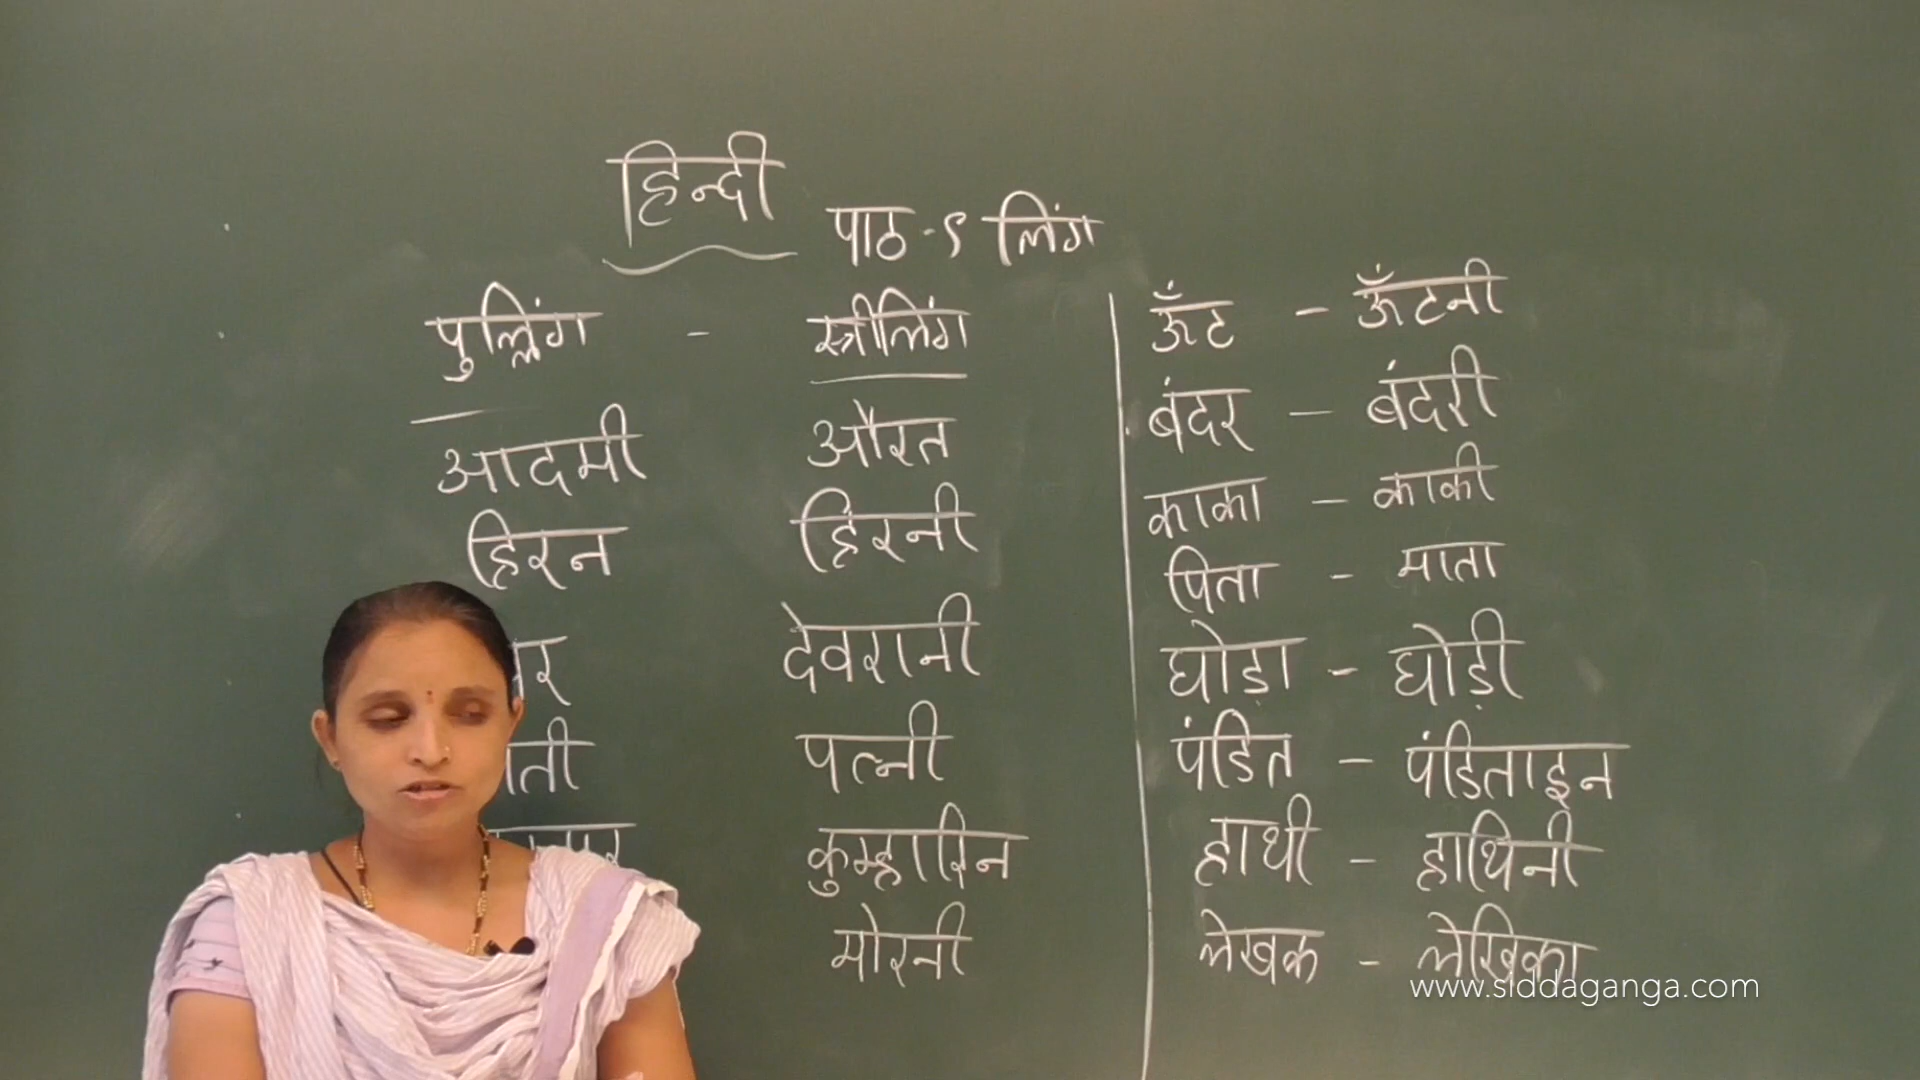 हिन्दी
पाठ-९ लिंग
पुल्लिंग - स्त्रीलिंग
आदमी औरत
हिरन हिरनी
देवरानी
पत्नी
कुम्हारिन
मोरनी
ऊँट - ऊँटनी
बंदर - बंदरी
काका - काकी
पिता - माता
घोड़ा - घोड़ी
पंडित - पंडिताइन
हाथी - हाथिनी
लेखक - लेखिका
www.siddaganga.com